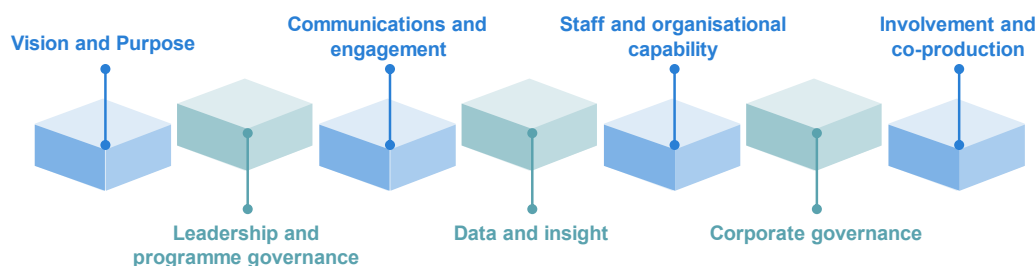 Vision and Purpose
Communications and
engagement
Staff and organisational
capability
Involvement and
co-production
Leadership and
programme governance
Data and insight
Corporate governance